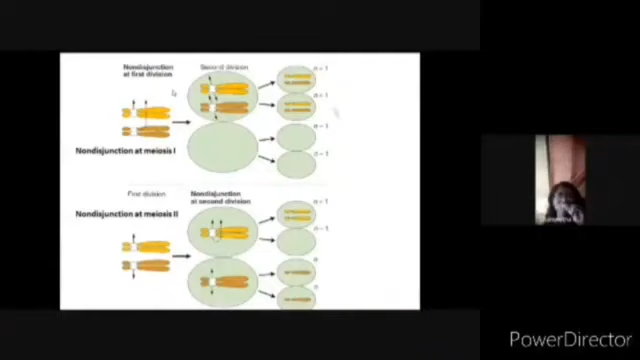 Nondisjunction
at first division
Second division
n + 1
n + 1
n − 1
n − 1
Nondisjunction at meiosis I
First division
Nondisjunction
at second division
Nondisjunction at meiosis II
n + 1
n − 1
n
n
PowerDirector